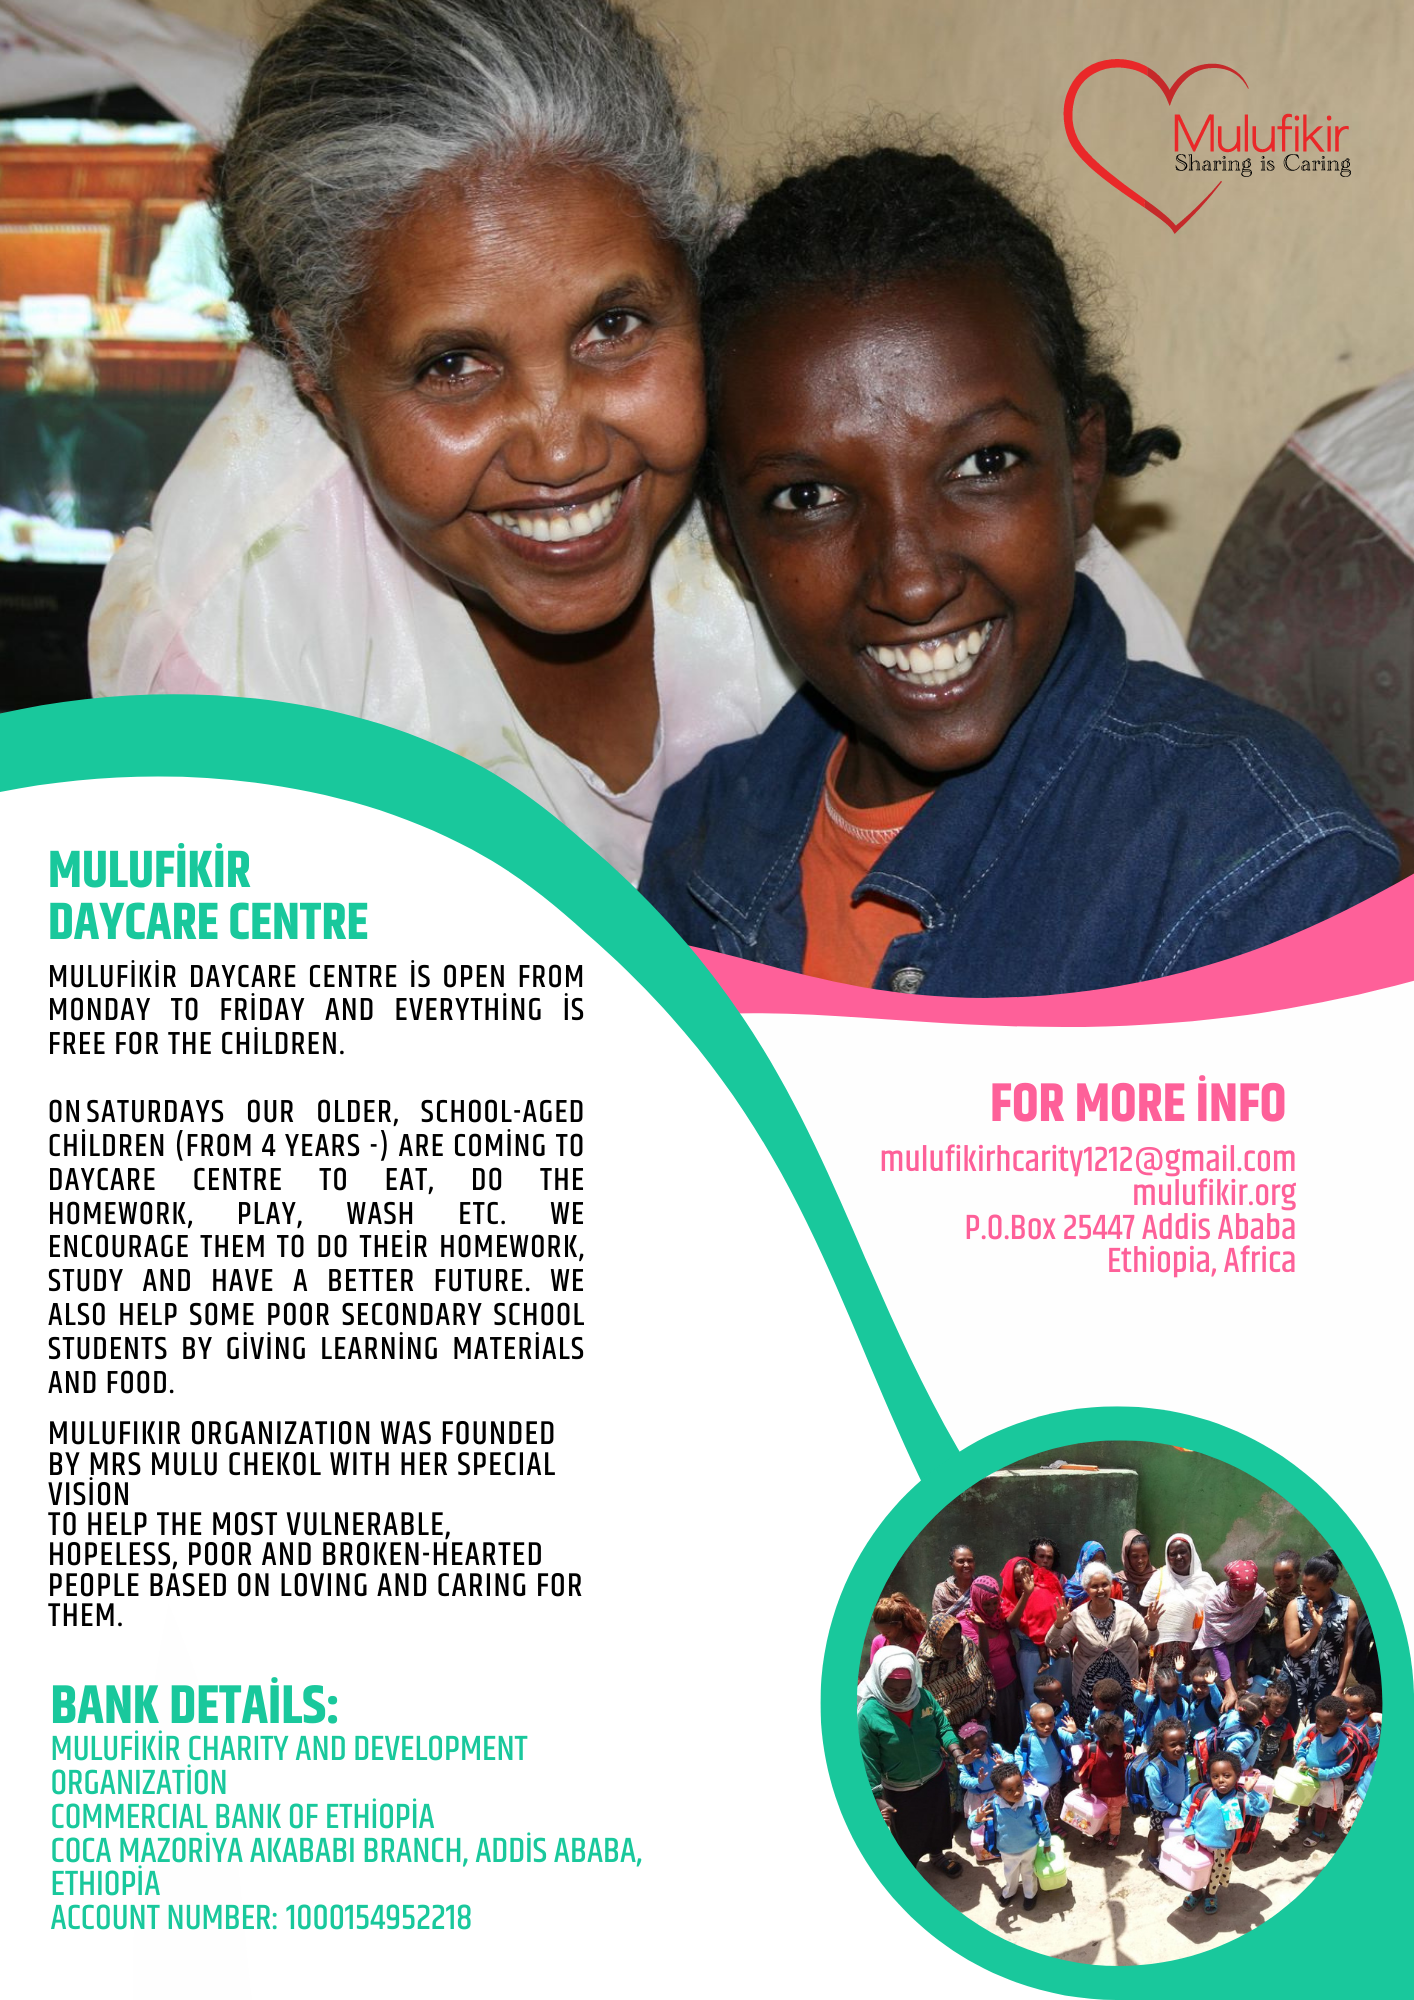 Mulufikir
Sharing is Caring
MULUFİKİR
DAYCARE CENTRE
MULUFİKİR DAYCARE CENTRE İS OPEN FROM
MONDAY TO FRİDAY AND EVERYTHİNG İS
FREE FOR THE CHİLDREN.
ON SATURDAYS OUR OLDER, SCHOOL-AGED
CHİLDREN (FROM 4 YEARS -) ARE COMİNG TO
DAYCARE CENTRE TO EAT, DO THE
HOMEWORK, PLAY, WASH ETC. WE
ENCOURAGE THEM TO DO THEİR HOMEWORK,
STUDY AND HAVE A BETTER FUTURE. WE
ALSO HELP SOME POOR SECONDARY SCHOOL
STUDENTS BY GİVİNG LEARNİNG MATERİALS
AND FOOD.
MULUFIKIR ORGANIZATION WAS FOUNDED
BY MRS MULU CHEKOL WITH HER SPECIAL
VISİON
TO HELP THE MOST VULNERABLE,
HOPELESS, POOR AND BROKEN-HEARTED
PEOPLE BASED ON LOVING AND CARING FOR
THEM.
BANK DETAİLS:
MULUFİKİR CHARITY AND DEVELOPMENT
ORGANIZATİON
COMMERCIAL BANK OF ETHİOPİA
COCA MAZORİYA AKABABI BRANCH, ADDİS ABABA,
ETHIOPİA
ACCOUNT NUMBER: 1000154952218
FOR MORE İNFO
mulufikirhcarity1212@gmail.com
mulufikir.org
P.O.Box 25447 Addis Ababa
Ethiopia, Africa